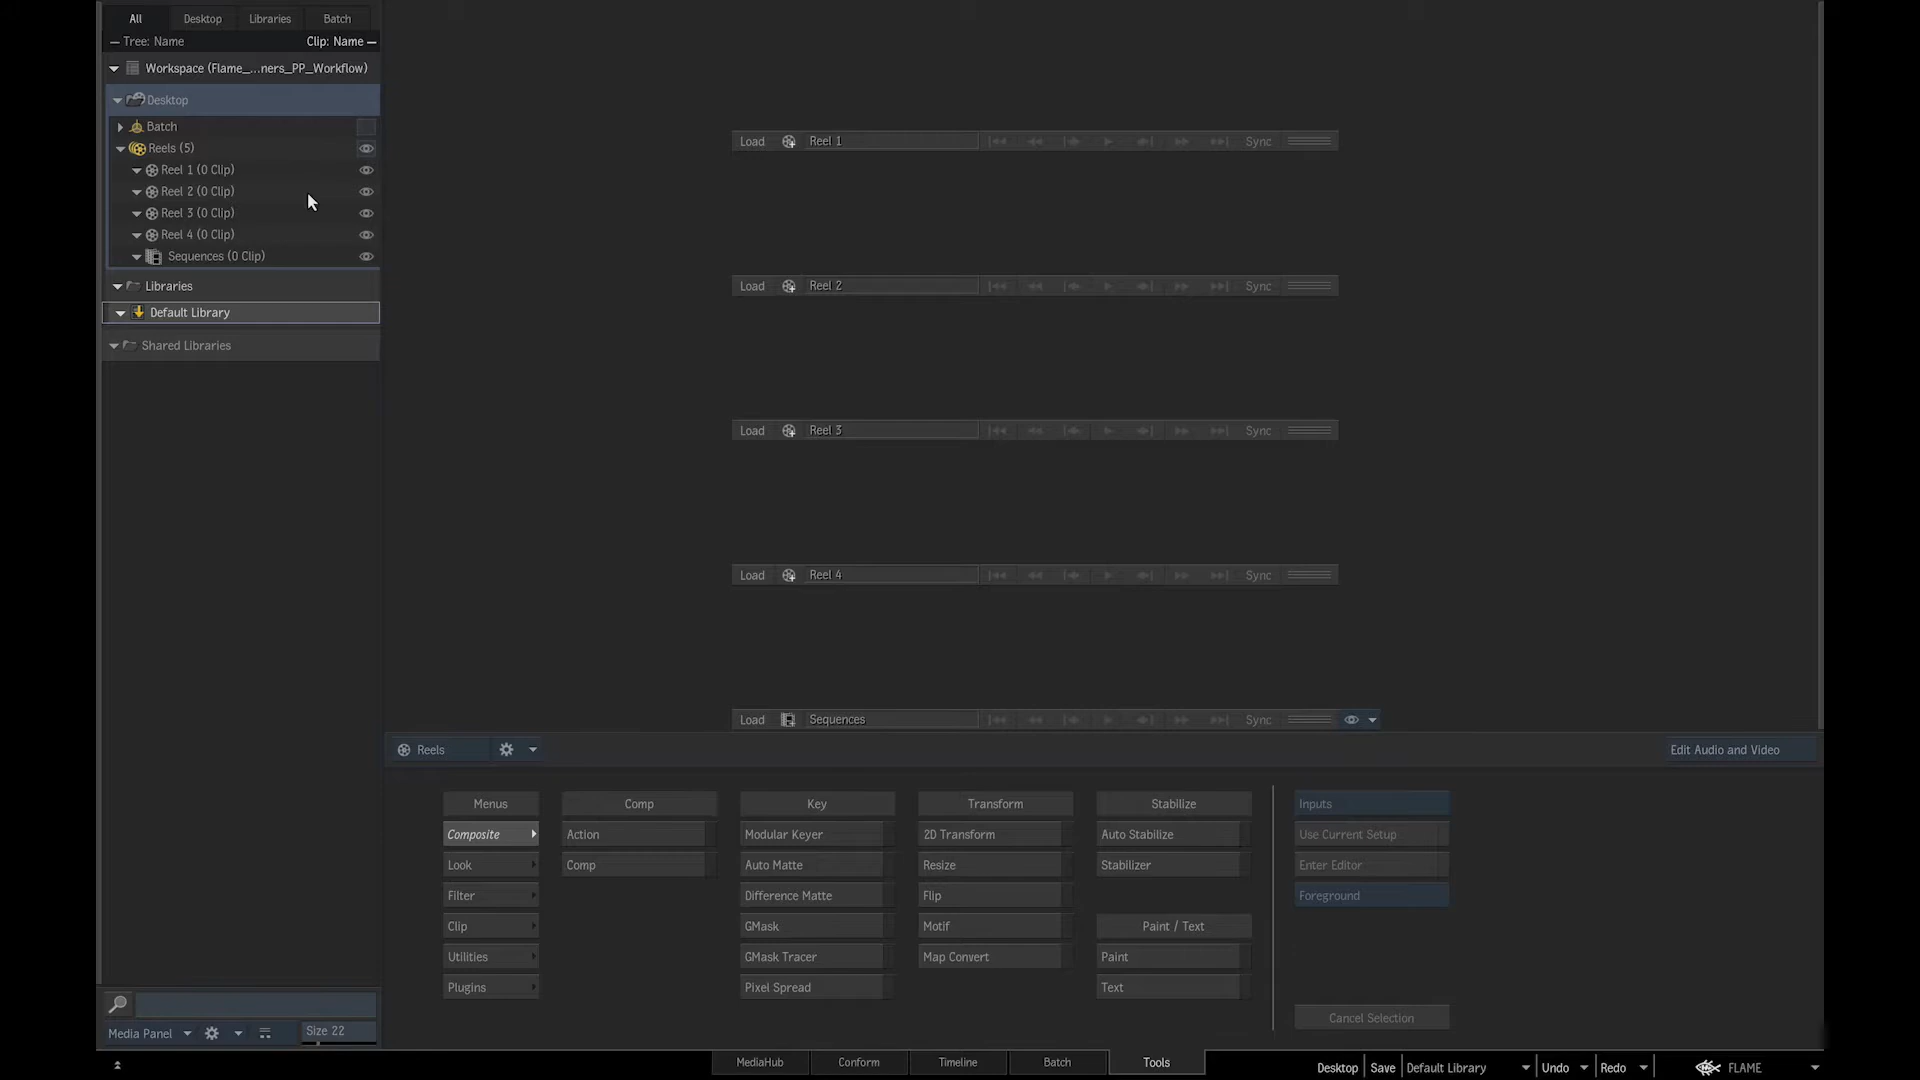 All Desktop Libraries Batch
Tree: Name Clip: Name
Workspace (Flame_...ners_PP_Workflow)
Desktop
Batch
Reels (5)
Reel 1 (0 Clip)
Reel 2 (0 Clip)
Reel 3 (0 Clip)
Reel 4 (0 Clip)
Sequences (0 Clip)
Libraries
Default Library
Shared Libraries
Load Reel 1 Sync
Load Reel 2 Sync
Load Reel 3 Sync
Load Reel 4 Sync
Load Sequences Sync
Reels Edit Audio and Video
Menus Comp Key Transform Stabilize Inputs
Composite Action Modular Keyer 2D Transform Auto Stabilize Use Current Setup
Look Comp Auto Matte Resize Stabilizer Enter Editor
Filter Difference Matte Flip Foreground
Clip GMask Motif Paint / Text
Utilities GMask Tracer Map Convert Paint
Plugins Pixel Spread Text
Cancel Selection
Media Panel Size 22
MediaHub Conform Timeline Batch Tools Desktop Save Default Library Undo Redo FLAME